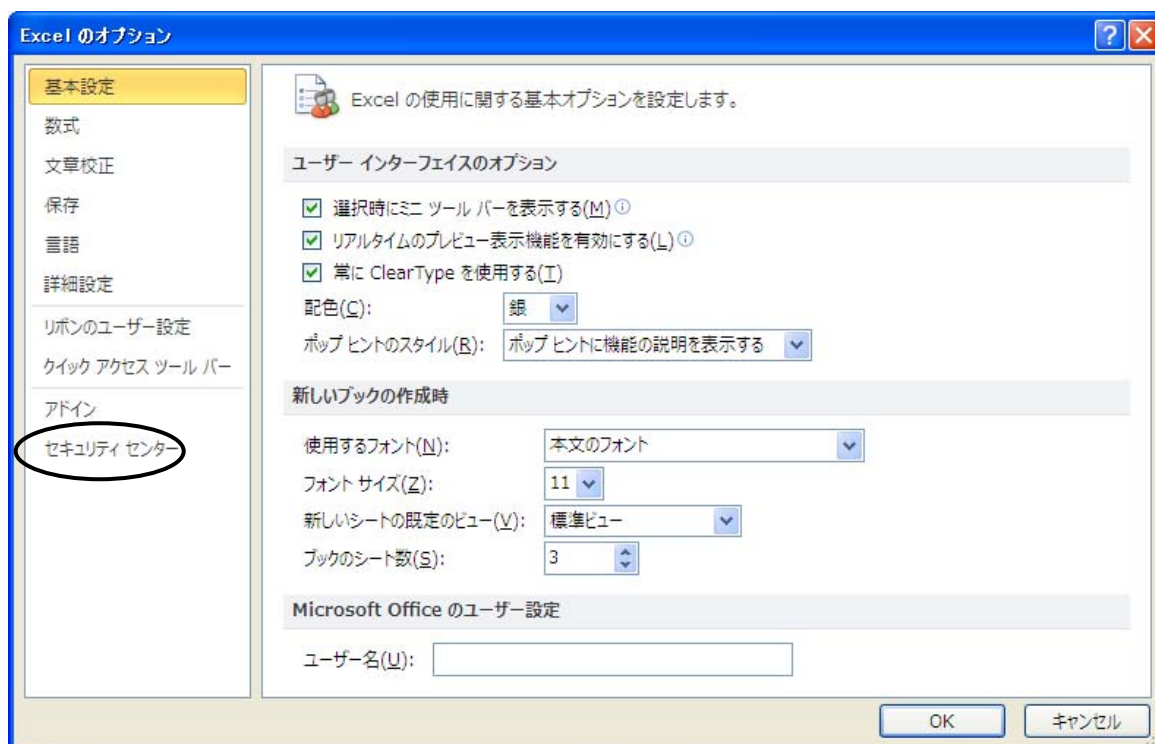 Excel のオプション
基本設定
数式
文章校正
保存
言語
詳細設定
リボンのユーザー設定
クイック アクセス ツール バー
アドイン
セキュリティ センター
Excel の使用に関する基本オプションを設定します。
ユーザー インターフェイスのオプション
選択時にミニ ツール バーを表示する(M)
リアルタイムのプレビュー表示機能を有効にする(L)
常に ClearType を使用する(T)
配色(C): 銀
ポップ ヒントのスタイル(R): ポップ ヒントに機能の説明を表示する
新しいブックの作成時
使用するフォント(N): 本文のフォント
フォント サイズ(Z): 11
新しいシートの既定のビュー(V): 標準ビュー
ブックのシート数(S): 3
Microsoft Office のユーザー設定
ユーザー名(U):
OK キャンセル